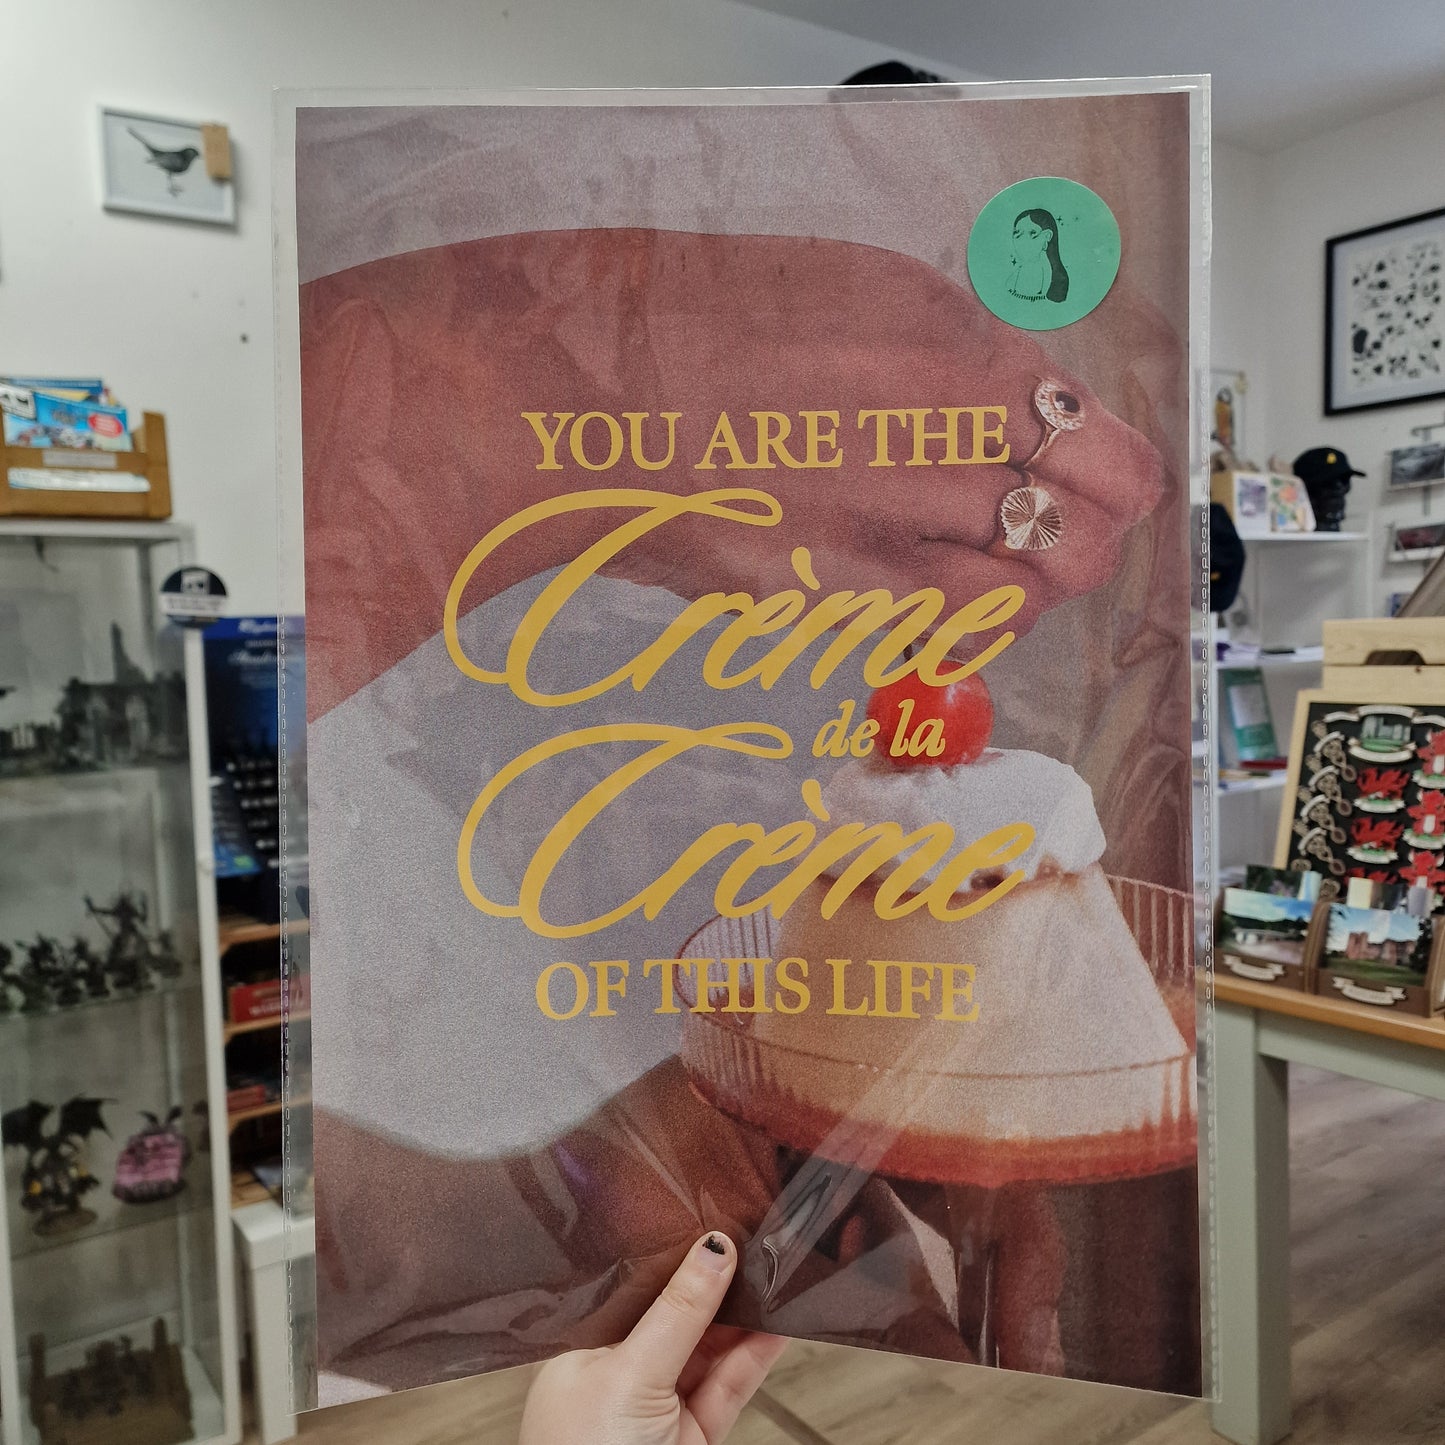 YOU ARE THE
Crème
de la
Crème
OF THIS LIFE